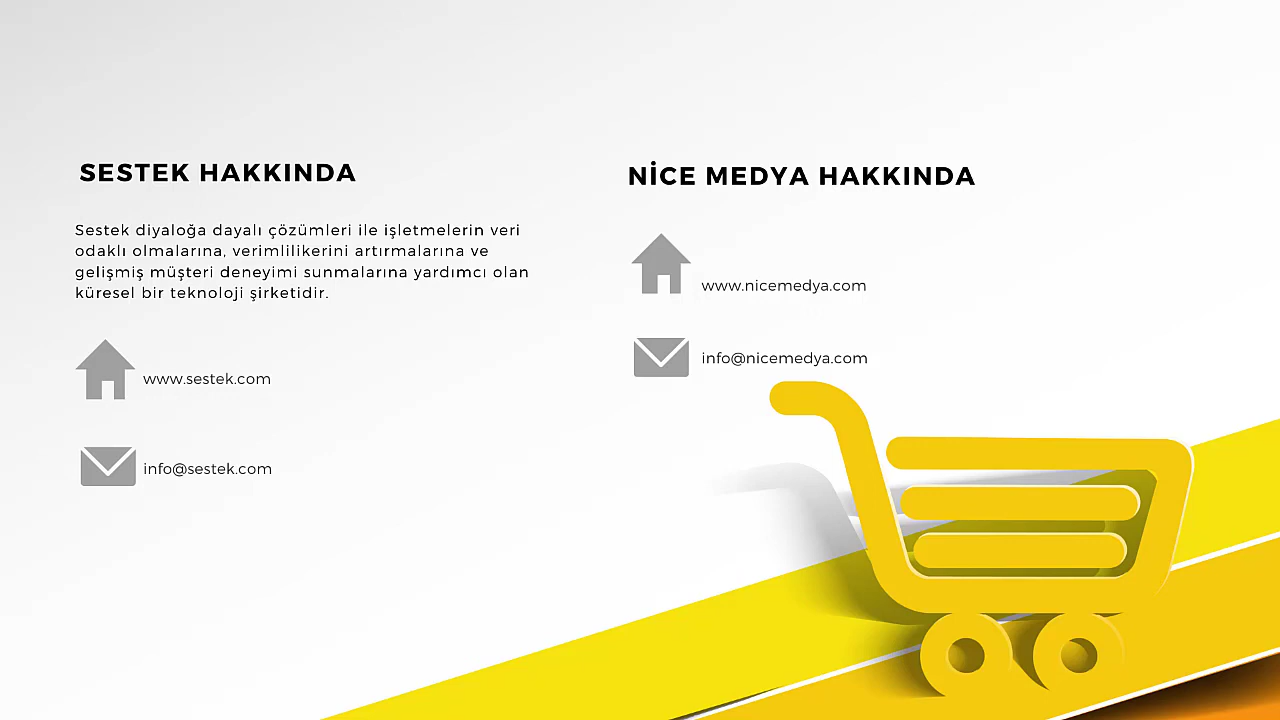 SESTEK HAKKINDA
Sestek diyaloğa dayalı çözümleri ile işletmelerin veri
odaklı olmalarına, verimlilikerini artırmalarına ve
gelişmiş müşteri deneyimi sunmalarına yardımcı olan
küresel bir teknoloji şirketidir.
www.sestek.com
info@sestek.com
NİCE MEDYA HAKKINDA
www.nicemedya.com
info@nicemedya.com